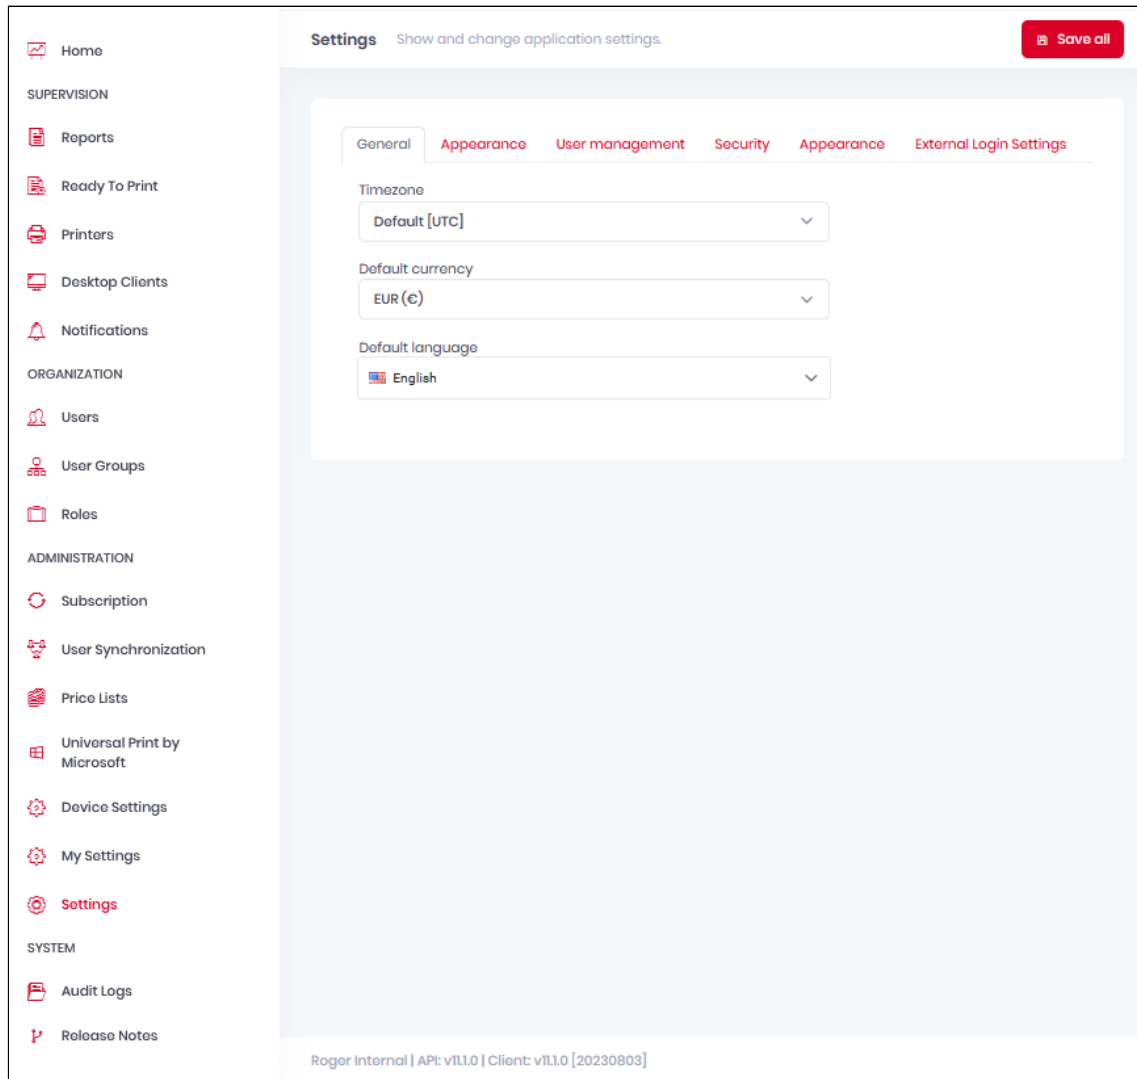 Home
SUPERVISION
Reports
Ready To Print
Printers
Desktop Clients
Notifications
ORGANIZATION
Users
User Groups
Roles
ADMINISTRATION
Subscription
User Synchronization
Price Lists
Universal Print by
Microsoft
Device Settings
My Settings
Settings
SYSTEM
Audit Logs
Release Notes
Settings Show and change application settings.
Save all
General Appearance User management Security Appearance External Login Settings
Timezone
Default [UTC]
Default currency
EUR (€)
Default language
English
Roger Internal | API: v11.1.0 | Client: v11.1.0 [20230803]